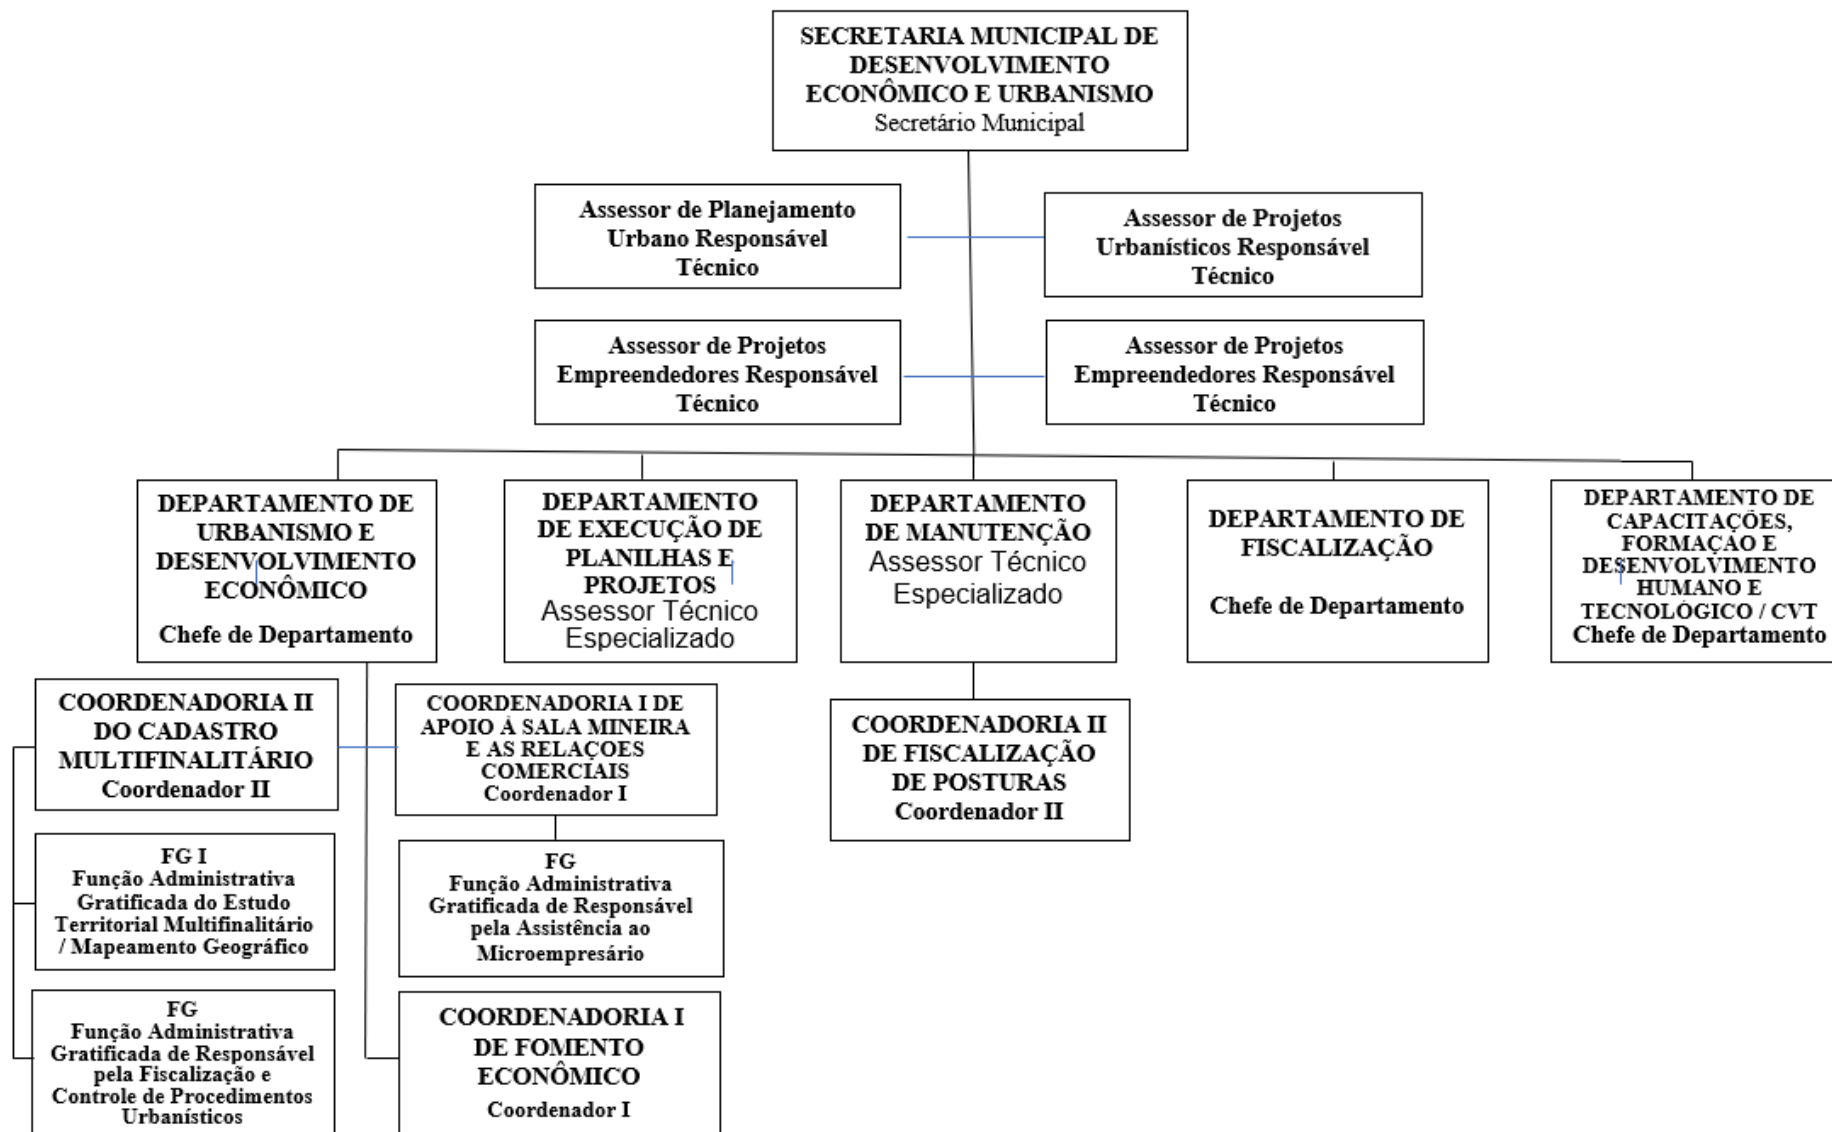 SECRETARIA MUNICIPAL DE
DESENVOLVIMENTO
ECONÔMICO E URBANISMO
Secretário Municipal
Assessor de Planejamento
Urbano Responsável
Técnico
Assessor de Projetos
Urbanísticos Responsável
Técnico
Assessor de Projetos
Empreendedores Responsável
Técnico
Assessor de Projetos
Empreendedores Responsável
Técnico
DEPARTAMENTO DE
URBANISMO E
DESENVOLVIMENTO
ECONÔMICO
Chefe de Departamento
DEPARTAMENTO
DE EXECUÇÃO DE
PLANILHAS E
PROJETOS
Assessor Técnico
Especializado
DEPARTAMENTO
DE MANUTENÇÃO
Assessor Técnico
Especializado
DEPARTAMENTO DE
FISCALIZAÇÃO
Chefe de Departamento
DEPARTAMENTO DE
CAPACITAÇÕES,
FORMAÇÃO E
DESENVOLVIMENTO
HUMANO E
TECNOLÓGICO / CVT
Chefe de Departamento
COORDENADORIA II
DO CADASTRO
MULTIFINALITÁRIO
Coordenador II
COORDENADORIA I DE
APOIO À SALA MINEIRA
E AS RELAÇOES
COMERCIAIS
Coordenador I
COORDENADORIA II
DE FISCALIZAÇÃO
DE POSTURAS
Coordenador II
FG I
Função Administrativa
Gratificada do Estudo
Territorial Multifinalitário
/ Mapeamento Geográfico
FG
Função Administrativa
Gratificada de Responsável
pela Assistência ao
Microempresário
FG
Função Administrativa
Gratificada de Responsável
pela Fiscalização e
Controle de Procedimentos
Urbanísticos
COORDENADORIA I
DE FOMENTO
ECONÔMICO
Coordenador I